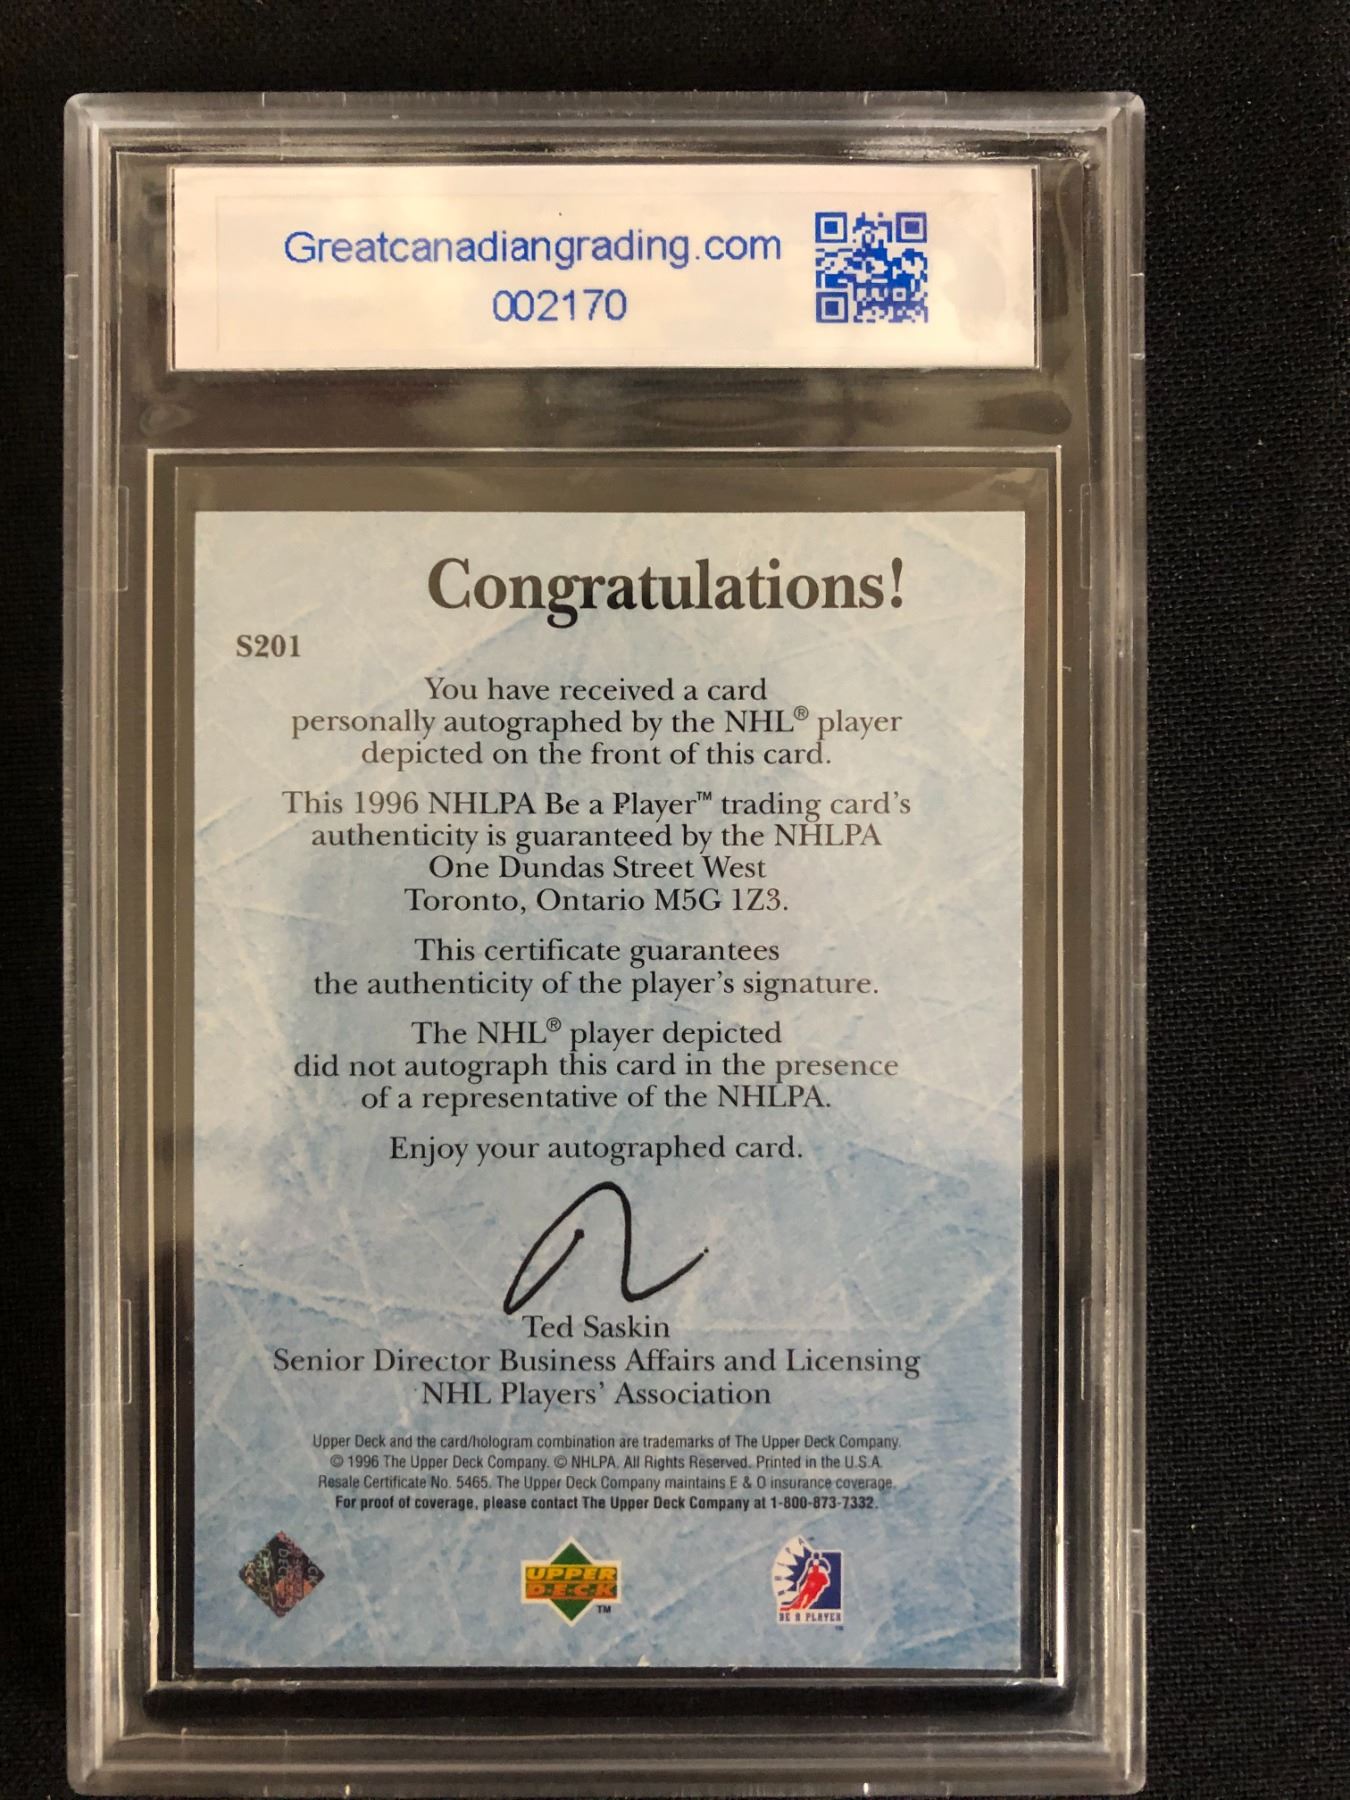 Greatcanadiangrading.com
002170
Congratulations!
S201
You have received a card
personally autographed by the NHL® player
depicted on the front of this card.
This 1996 NHLPA Be a Player™ trading card's
authenticity is guaranteed by the NHLPA
One Dundas Street West
Toronto, Ontario M5G 1Z3.
This certificate guarantees
the authenticity of the player's signature.
The NHL® player depicted
did not autograph this card in the presence
of a representative of the NHLPA.
Enjoy your autographed card.
Ted Saskin
Senior Director Business Affairs and Licensing
NHL Players' Association
Upper Deck and the card/hologram combination are trademarks of The Upper Deck Company.
© 1996 The Upper Deck Company. © NHLPA. All Rights Reserved. Printed in the U.S.A.
Resale Certificate No. 5465. The Upper Deck Company maintains E & O insurance coverage.
For proof of coverage, please contact The Upper Deck Company at 1-800-873-7332.
UPPER
DECK
™
BE A PLAYER